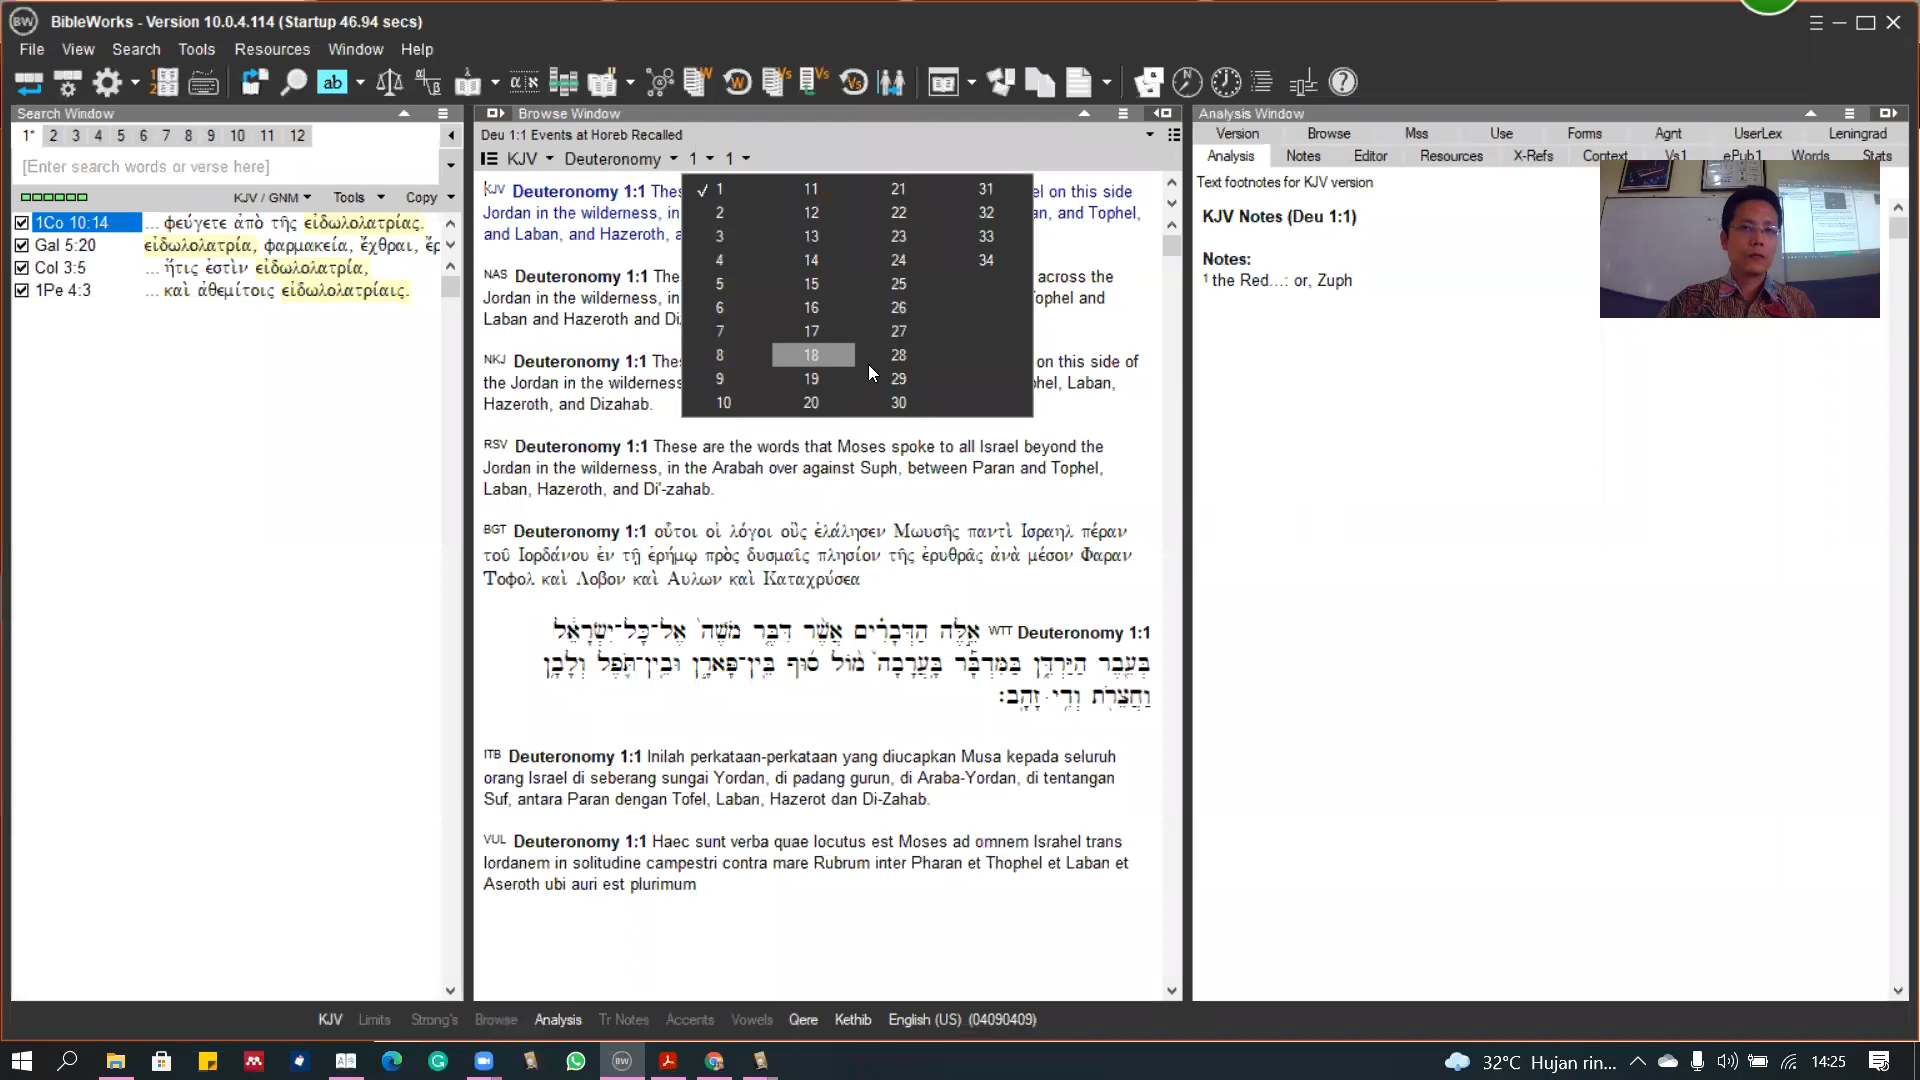 BW BibleWorks - Version 10.0.4.114 (Startup 46.94 secs)
File View Search Tools Resources Window Help
Search Window
1* 2 3 4 5 6 7 8 9 10 11 12
[Enter search words or verse here]
KJV / GNM Tools Copy
1Co 10:14 ... φεύγετε ἀπὸ τῆς εἰδωλολατρίας.
Gal 5:20 εἰδωλολατρία, φαρμακεία, ἔχθραι, ἔρ
Col 3:5 ... ἥτις ἐστὶν εἰδωλολατρία,
1Pe 4:3 ... καὶ ἀθεμίτοις εἰδωλολατρίαις.
Browse Window
Deu 1:1 Events at Horeb Recalled
KJV Deuteronomy 1 1
✓ 1 11 21 31
2 12 22 32
3 13 23 33
4 14 24 34
5 15 25
6 16 26
7 17 27
8 18 28
9 19 29
10 20 30
KJV Deuteronomy 1:1 These el on this side
Jordan in the wilderness, in an, and Tophel,
and Laban, and Hazeroth, a
NAS Deuteronomy 1:1 The across the
Jordan in the wilderness, in ophel and
Laban and Hazeroth and Di
NKJ Deuteronomy 1:1 The on this side of
the Jordan in the wilderness hel, Laban,
Hazeroth, and Dizahab.
RSV Deuteronomy 1:1 These are the words that Moses spoke to all Israel beyond the
Jordan in the wilderness, in the Arabah over against Suph, between Paran and Tophel,
Laban, Hazeroth, and Di'-zahab.
BGT Deuteronomy 1:1 οὗτοι οἱ λόγοι οὓς ἐλάλησεν Μωυσῆς παντὶ Ισραηλ πέραν
τοῦ Ιορδάνου ἐν τῇ ἐρήμῳ πρὸς δυσμαῖς πλησίον τῆς ἐρυθρᾶς ἀνὰ μέσον Φαραν
Τοφολ καὶ Λοβον καὶ Αυλων καὶ Καταχρύσεα
WTT Deuteronomy 1:1 אֵ֣לֶּה הַדְּבָרִ֗ים אֲשֶׁ֨ר דִּבֶּ֤ר מֹשֶׁה֙ אֶל־כָּל־יִשְׂרָאֵ֔ל
בְּעֵ֖בֶר הַיַּרְדֵּ֑ן בַּמִּדְבָּ֡ר בָּֽעֲרָבָה֩ מ֨וֹל ס֜וּף בֵּֽין־פָּארָ֧ן וּבֵֽין־תֹּ֛פֶל וְלָבָ֥ן
וַחֲצֵרֹ֖ת וְדִ֥י זָהָֽב׃
ITB Deuteronomy 1:1 Inilah perkataan-perkataan yang diucapkan Musa kepada seluruh
orang Israel di seberang sungai Yordan, di padang gurun, di Araba-Yordan, di tentangan
Suf, antara Paran dengan Tofel, Laban, Hazerot dan Di-Zahab.
VUL Deuteronomy 1:1 Haec sunt verba quae locutus est Moses ad omnem Israhel trans
Iordanem in solitudine campestri contra mare Rubrum inter Pharan et Thophel et Laban et
Aseroth ubi auri est plurimum
Analysis Window
Version Browse Mss Use Forms Agnt UserLex Leningrad
Analysis Notes Editor Resources X-Refs Context Vs1 ePub1 Words Stats
Text footnotes for KJV version
KJV Notes (Deu 1:1)
Notes:
1 the Red...: or, Zuph
KJV Limits Strong's Browse Analysis Tr Notes Accents Vowels Qere Kethib English (US) (04090409)
32°C Hujan rin... 14:25